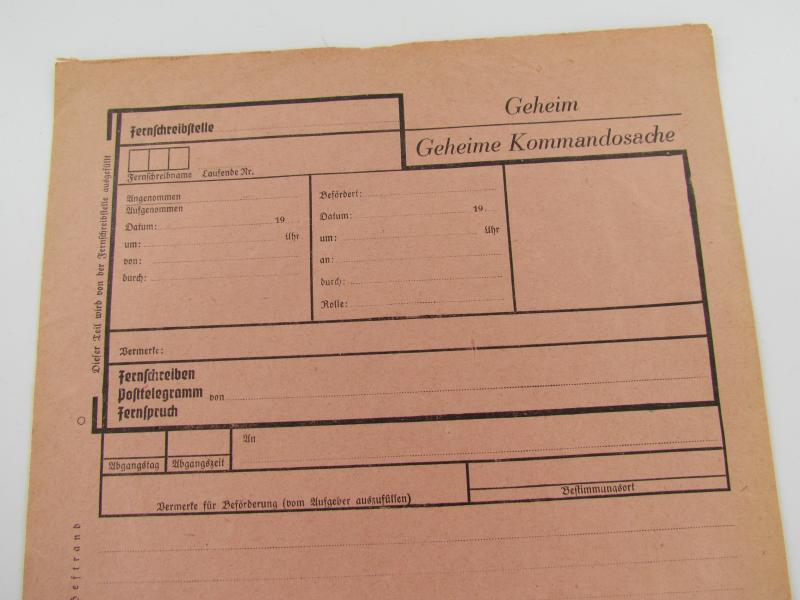 Geheim
Geheime Kommandosache
Fernschreibstelle
Fernschreibname Laufende Nr.
Dieser Teil wird von der Fernschreibstelle ausgefüllt
Angenommen
Aufgenommen
Datum: 19
um: Uhr
von:
durch:
Befördert:
Datum: 19
um: Uhr
an:
durch:
Rolle:
Vermerke:
Fernschreiben
Posttelegramm von
Fernspruch
Abgangstag Abgangszeit
An
Vermerke für Beförderung (vom Aufgeber auszufüllen)
Bestimmungsort
Heftrand